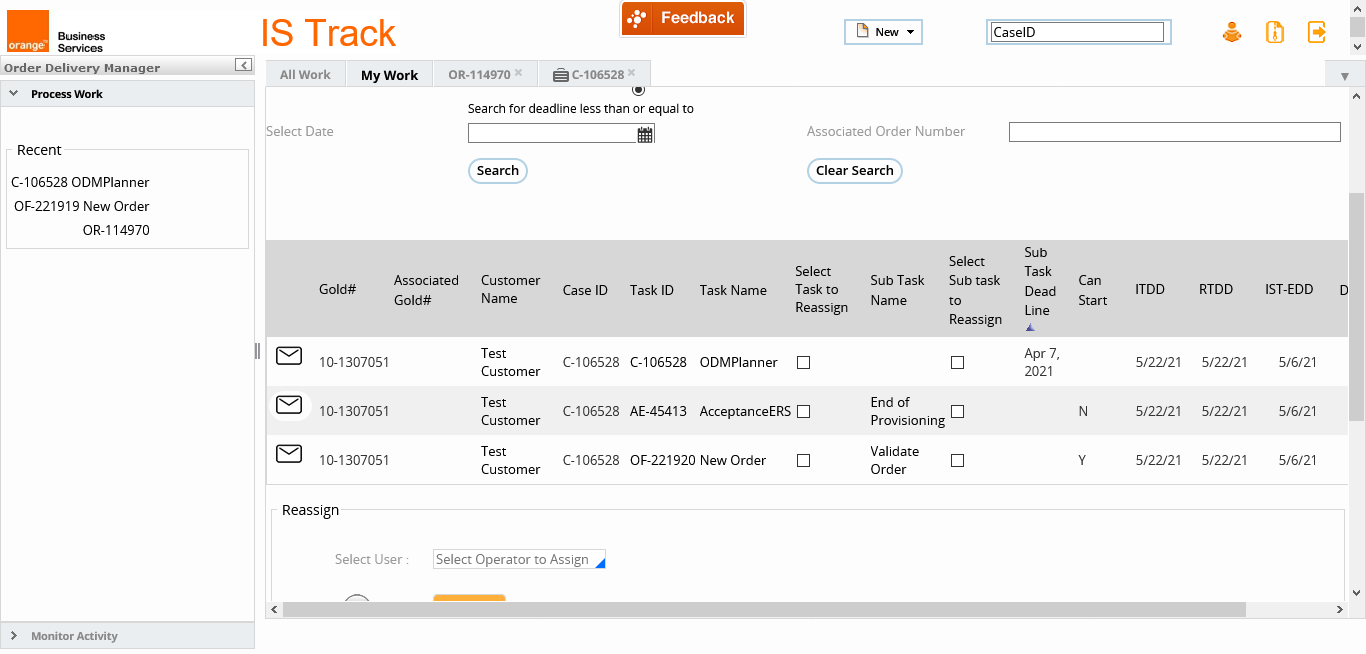 orange™
Business
Services
IS Track
Feedback
New
CaseID
Order Delivery Manager
All Work
My Work
OR-114970
C-106528
Process Work
Search for deadline less than or equal to
Select Date
Associated Order Number
Search
Clear Search
Recent
C-106528 ODMPlanner
OF-221919 New Order
OR-114970
Gold# Associated Gold# Customer Name Case ID Task ID Task Name Select Task to Reassign Sub Task Name Select Sub task to Reassign Sub Task Dead Line Can Start ITDD RTDD IST-EDD D
10-1307051 Test Customer C-106528 C-106528 ODMPlanner Apr 7, 2021 5/22/21 5/22/21 5/6/21
10-1307051 Test Customer C-106528 AE-45413 AcceptanceERS End of Provisioning N 5/22/21 5/22/21 5/6/21
10-1307051 Test Customer C-106528 OF-221920 New Order Validate Order Y 5/22/21 5/22/21 5/6/21
Reassign
Select User :
Select Operator to Assign
Monitor Activity